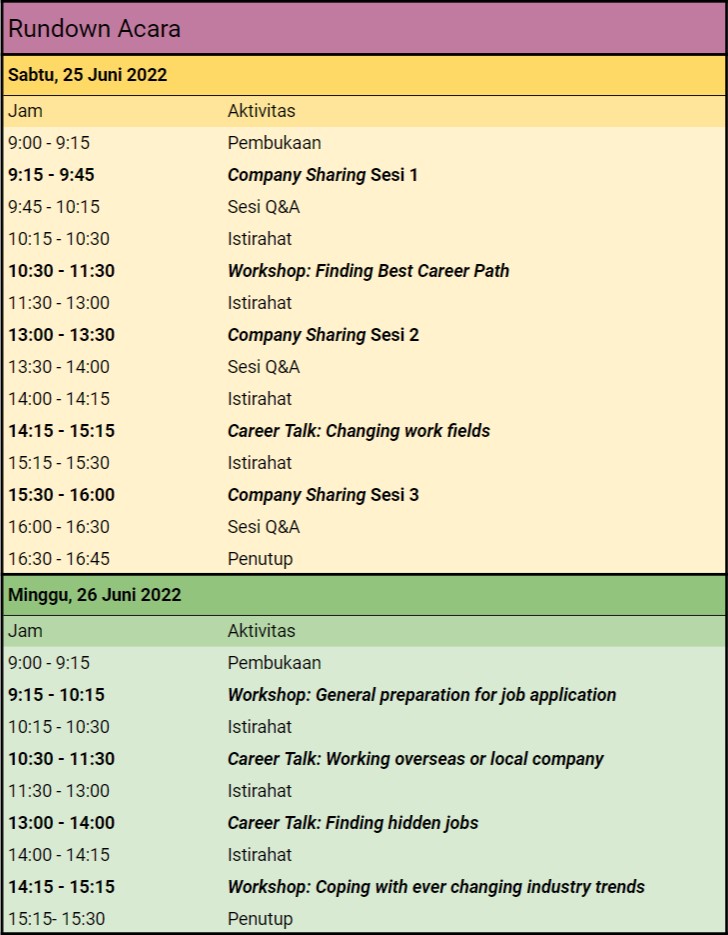 Rundown Acara
Sabtu, 25 Juni 2022
Jam Aktivitas
9:00 - 9:15 Pembukaan
9:15 - 9:45 Company Sharing Sesi 1
9:45 - 10:15 Sesi Q&A
10:15 - 10:30 Istirahat
10:30 - 11:30 Workshop: Finding Best Career Path
11:30 - 13:00 Istirahat
13:00 - 13:30 Company Sharing Sesi 2
13:30 - 14:00 Sesi Q&A
14:00 - 14:15 Istirahat
14:15 - 15:15 Career Talk: Changing work fields
15:15 - 15:30 Istirahat
15:30 - 16:00 Company Sharing Sesi 3
16:00 - 16:30 Sesi Q&A
16:30 - 16:45 Penutup
Minggu, 26 Juni 2022
Jam Aktivitas
9:00 - 9:15 Pembukaan
9:15 - 10:15 Workshop: General preparation for job application
10:15 - 10:30 Istirahat
10:30 - 11:30 Career Talk: Working overseas or local company
11:30 - 13:00 Istirahat
13:00 - 14:00 Career Talk: Finding hidden jobs
14:00 - 14:15 Istirahat
14:15 - 15:15 Workshop: Coping with ever changing industry trends
15:15- 15:30 Penutup